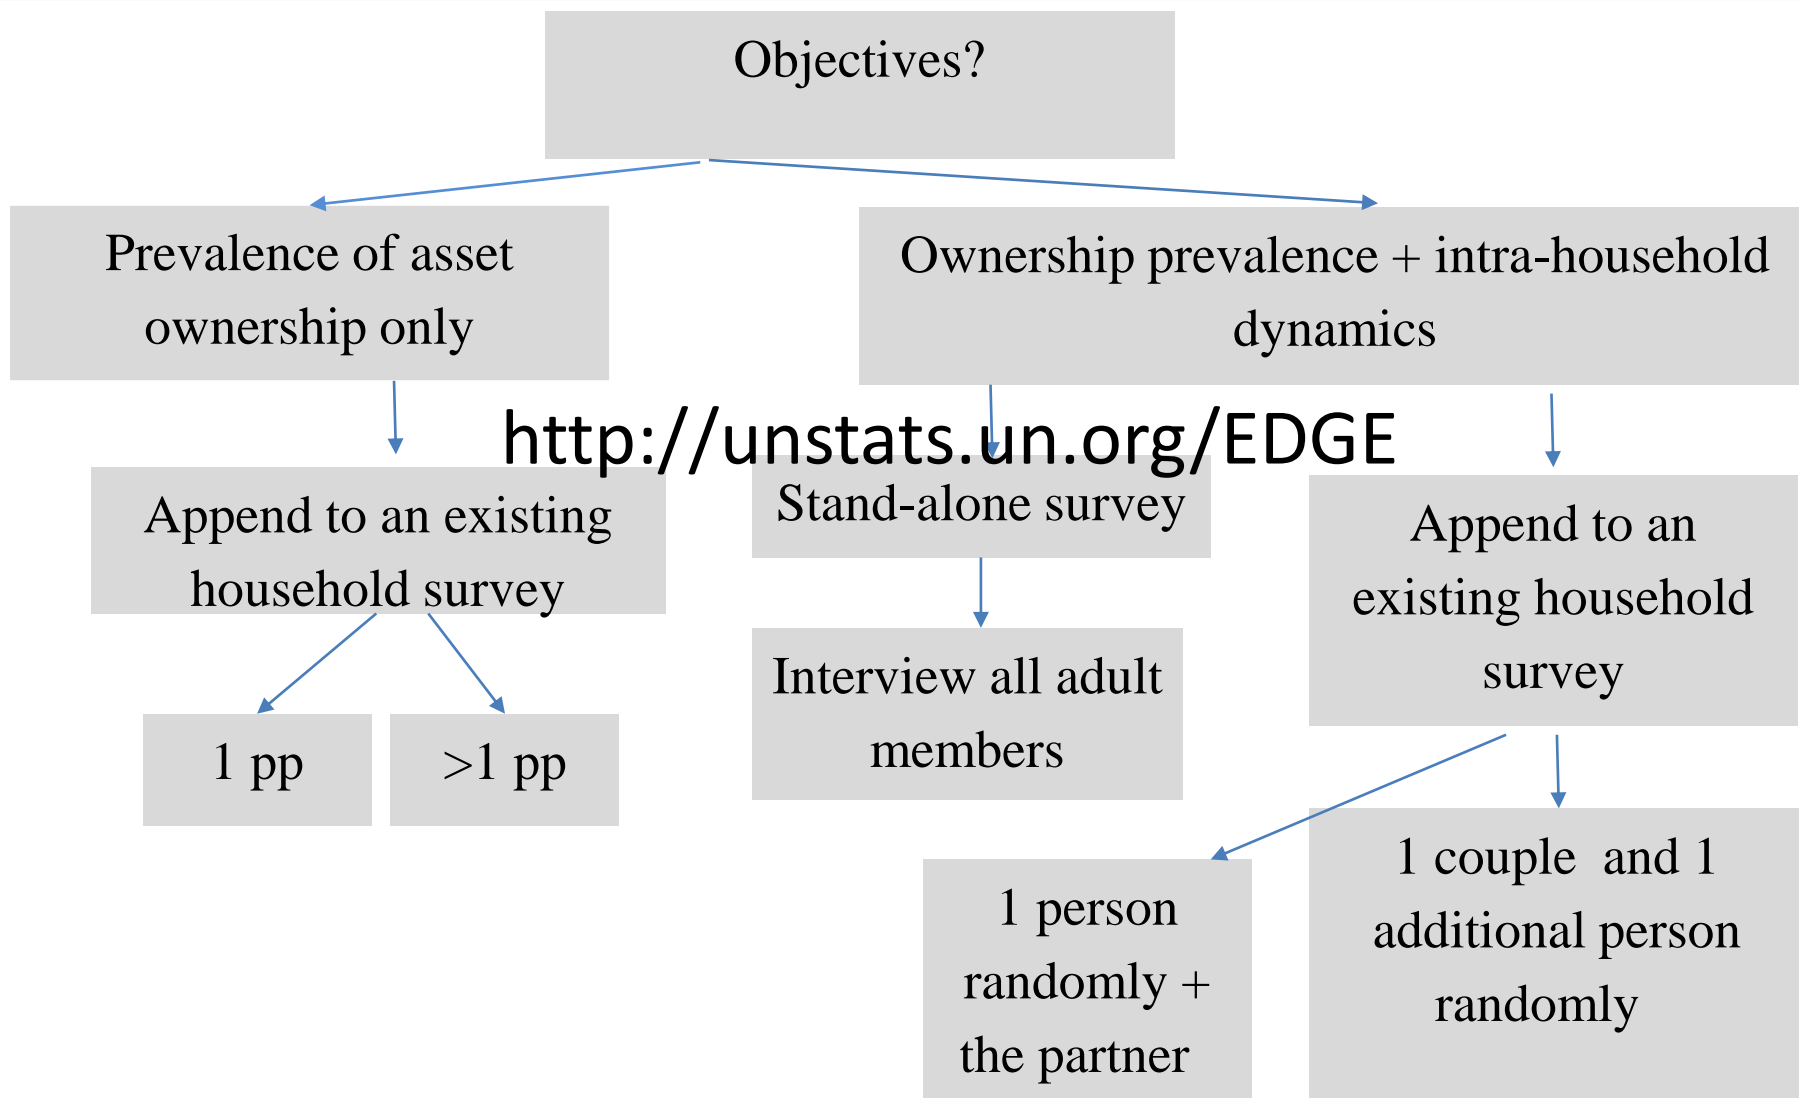 Objectives?
Prevalence of asset
ownership only
Ownership prevalence + intra-household
dynamics
http://unstats.un.org/EDGE
Append to an existing
household survey
Stand-alone survey
Append to an
existing household
survey
1 pp
>1 pp
Interview all adult
members
1 person
randomly +
the partner
1 couple and 1
additional person
randomly